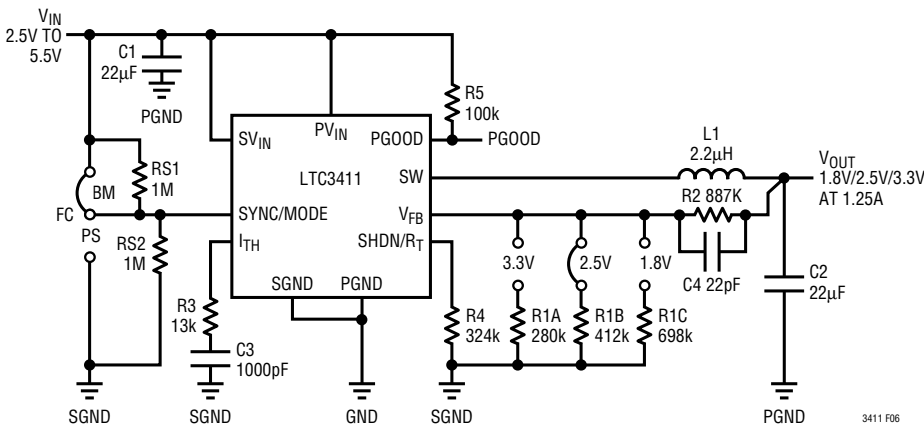 VIN
2.5V TO
5.5V
C1
22µF
PGND
R5
100k
SVIN
PVIN
PGOOD
PGOOD
LTC3411
SW
L1
2.2µH
VOUT
1.8V/2.5V/3.3V
AT 1.25A
BM
FC
PS
RS1
1M
RS2
1M
SYNC/MODE
ITH
VFB
SHDN/RT
SGND
PGND
R2 887K
C4 22pF
3.3V
2.5V
1.8V
R3
13k
C3
1000pF
R4
324k
R1A
280k
R1B
412k
R1C
698k
C2
22µF
SGND
SGND
GND
SGND
PGND
3411 F06